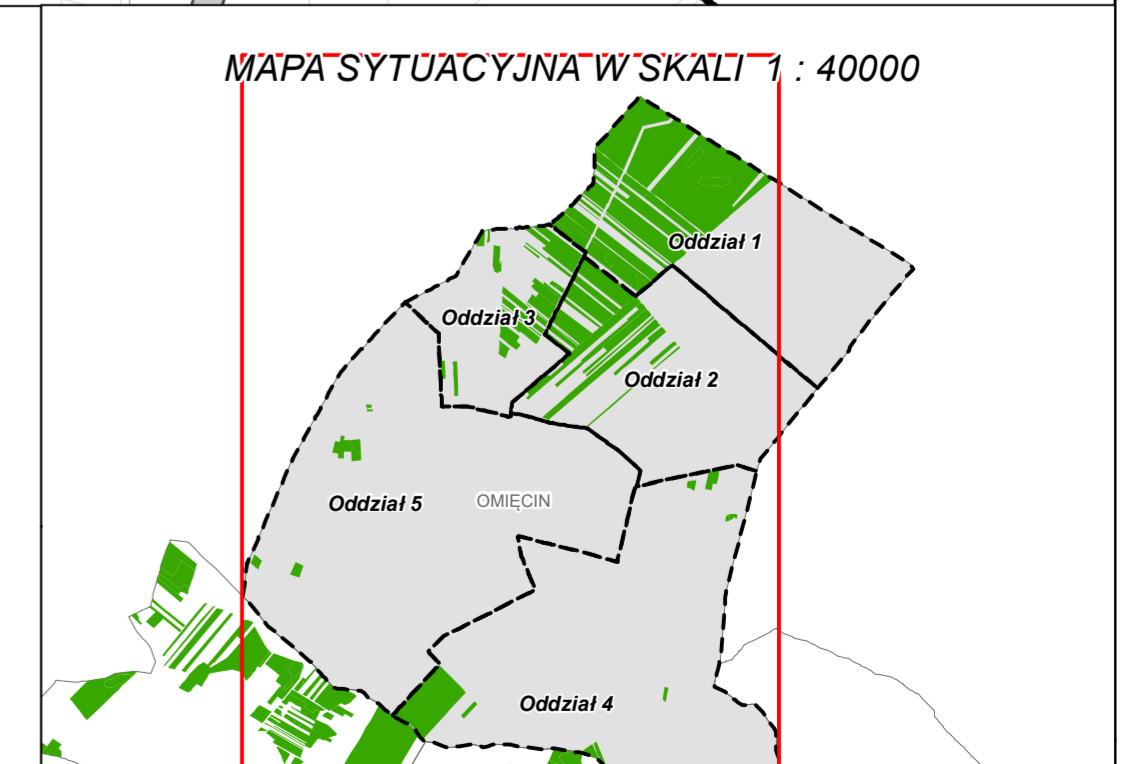 MAPA SYTUACYJNA W SKALI 1 : 40000
Oddział 1
Oddział 3
Oddział 2
Oddział 5
OMIĘCIN
Oddział 4